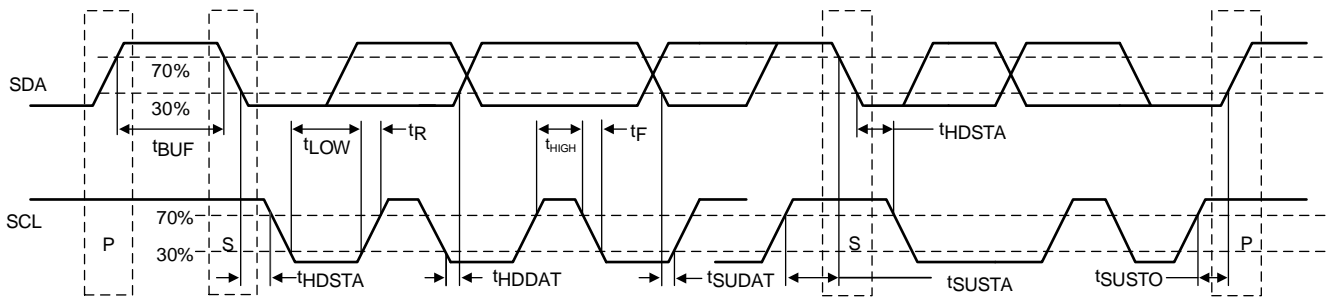 SDA
70%
30%
tBUF
tLOW
tR
tHIGH
tF
tHDSTA
SCL
70%
30%
P
S
S
P
tHDSTA
tHDDAT
tSUDAT
tSUSTA
tSUSTO